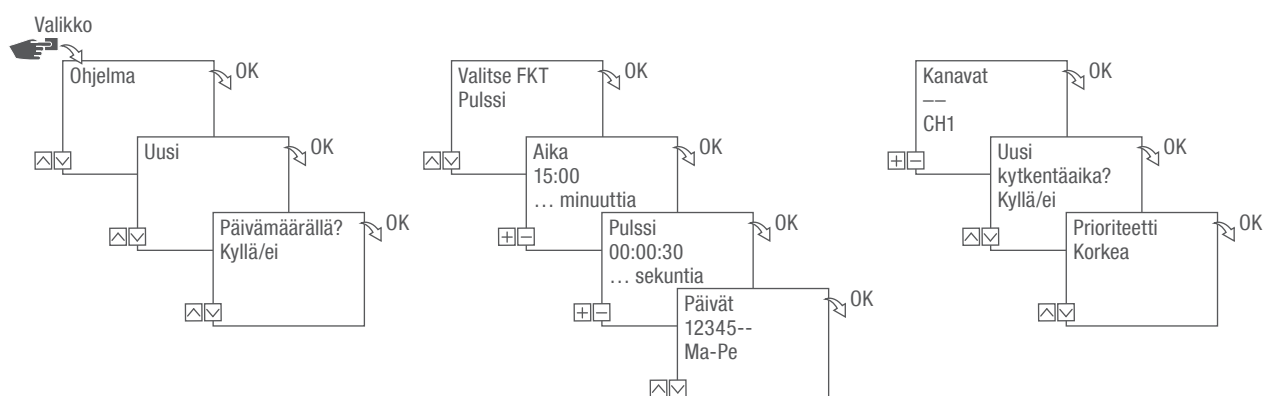 Valikko
Ohjelma
OK
Uusi
OK
Päivämäärällä?
Kyllä/ei
OK
Valitse FKT
Pulssi
OK
Aika
15:00
… minuuttia
OK
Pulssi
00:00:30
… sekuntia
OK
Päivät
12345--
Ma-Pe
OK
Kanavat
––
CH1
OK
Uusi
kytkentäaika?
Kyllä/ei
OK
Prioriteetti
Korkea
OK